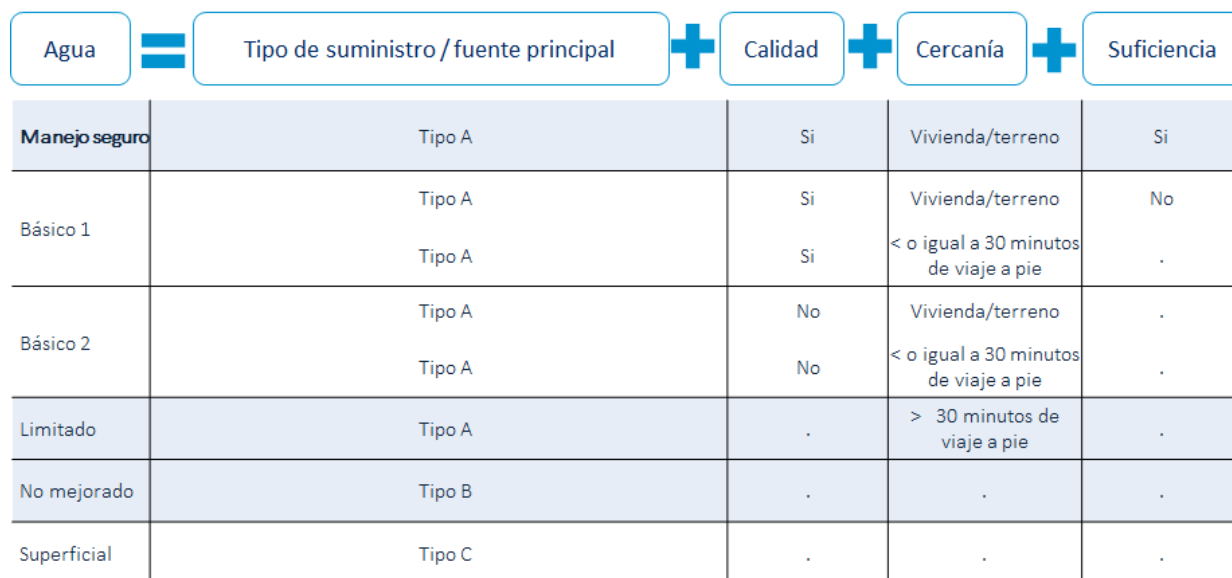 Agua = Tipo de suministro / fuente principal + Calidad + Cercanía + Suficiencia
Manejo seguro Tipo A Si Vivienda/terreno Si
Básico 1
Tipo A Si Vivienda/terreno No
Tipo A Si < o igual a 30 minutos de viaje a pie .
Básico 2
Tipo A No Vivienda/terreno .
Tipo A No < o igual a 30 minutos de viaje a pie .
Limitado Tipo A . > 30 minutos de viaje a pie .
No mejorado Tipo B . . .
Superficial Tipo C . . .